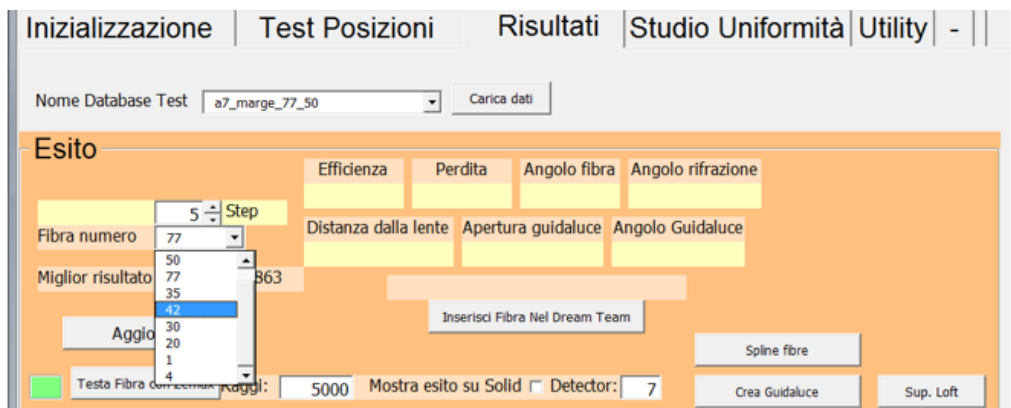 Inizializzazione Test Posizioni Risultati Studio Uniformità Utility -
Nome Database Test a7_marge_77_50 Carica dati
Esito
Efficienza Perdita Angolo fibra Angolo rifrazione
5 Step
Distanza dalla lente Apertura guidaluce Angolo Guidaluce
Fibra numero 77
50
Miglior risultato 77 863
35
42
Inserisci Fibra Nel Dream Team
Aggio 30
20
Spline fibre
1
4
Testa Fibra con Zemax Raggi: 5000 Mostra esito su Solid Detector: 7 Crea Guidaluce Sup. Loft